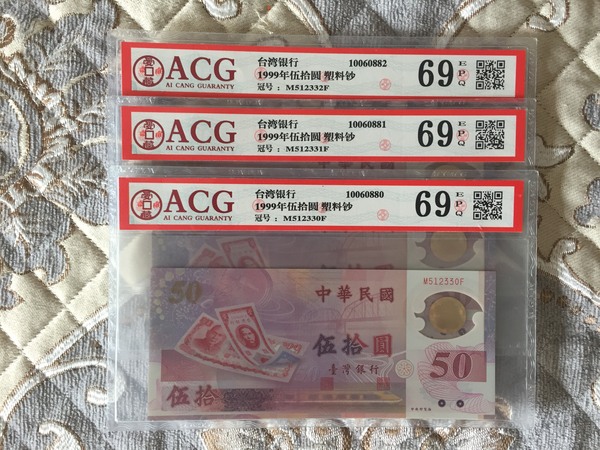 ACG
AI CANG GUARANTY
台湾银行 10060882
1999年伍拾圆 塑料钞
冠号：M512332F
69
EPQ
ACG
AI CANG GUARANTY
台湾银行 10060881
1999年伍拾圆 塑料钞
冠号：M512331F
69
EPQ
ACG
AI CANG GUARANTY
台湾银行 10060880
1999年伍拾圆 塑料钞
冠号：M512330F
69
EPQ
M512330F
50
中華民國
伍拾圓
臺灣銀行
50
伍拾